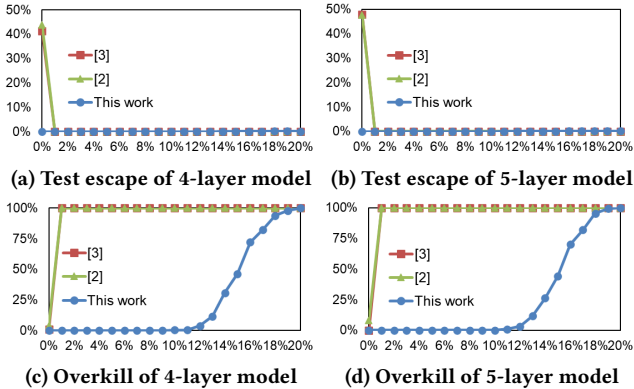 50%
40%
30%
20%
10%
0%
[3]
[2]
This work
0% 2% 4% 6% 8% 10% 12% 14% 16% 18% 20%
(a) Test escape of 4-layer model
50%
40%
30%
20%
10%
0%
[3]
[2]
This work
0% 2% 4% 6% 8% 10% 12% 14% 16% 18% 20%
(b) Test escape of 5-layer model
100%
75%
50%
25%
0%
[3]
[2]
This work
0% 2% 4% 6% 8% 10% 12% 14% 16% 18% 20%
(c) Overkill of 4-layer model
100%
75%
50%
25%
0%
[3]
[2]
This work
0% 2% 4% 6% 8% 10% 12% 14% 16% 18% 20%
(d) Overkill of 5-layer model